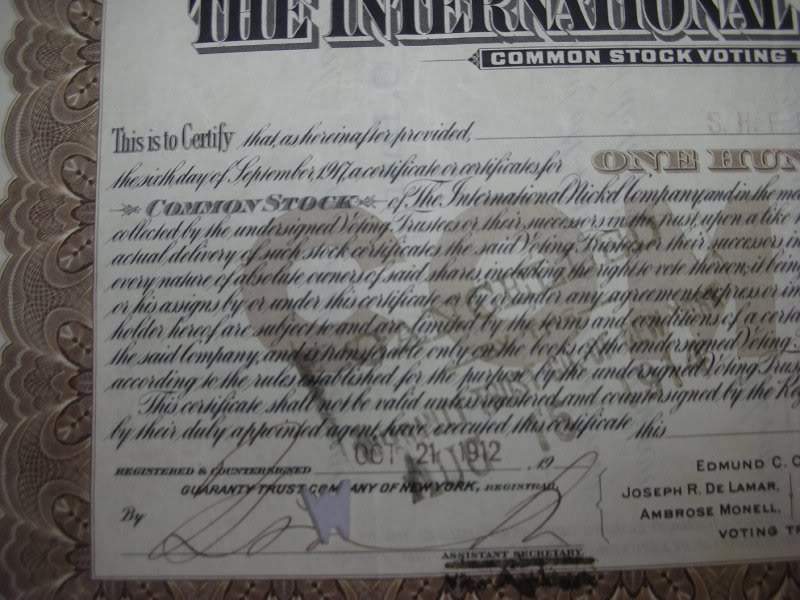 THE INTERNATIONAL
COMMON STOCK VOTING T
S. H. P
This is to Certify that, as hereinafter provided,
the sixth day of September, 1917, a certificate or certificates for ONE HUN
COMMON STOCK of The International Nickel Company, and in the me
collected by the undersigned Voting Trustees or their successors in the trust, upon a like n
actual delivery of such stock certificates the said Voting Trustees or their successors in
every nature of absolute owners of said shares, including the right to vote thereon; it being
or his assigns by or under this certificate or by or under any agreement, express or im
holder hereof are subject to and are limited by the terms and conditions of a certa
the said Company, and is transferable only on the books of the undersigned Voting T
according to the rules established for the purpose by the undersigned Voting Trust
This certificate shall not be valid unless registered and countersigned by the Reg
by their duly appointed agent, have executed this certificate this
CANCELLED
AUG 16 1913
COM
REGISTERED & COUNTERSIGNED OCT 21 1912 , 19
GUARANTY TRUST COMPANY OF NEW YORK, REGISTRAR,
By
ASSISTANT SECRETARY.
EDMUND C. C
JOSEPH R. DE LAMAR,
AMBROSE MONELL,
VOTING TR